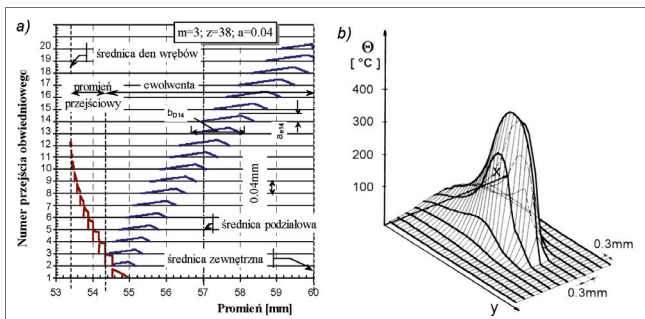 a)
m=3; z=38; a=0.04
Numer przejścia obwiedniowego
20
19
18
17
16
15
14
13
12
11
10
9
8
7
6
5
4
3
2
1
średnica den wrębów
promień
przejściowy
ewolwenta
b_D14
a_e14
0.04mm
średnica podziałowa
średnica zewnętrzna
53 54 55 56 57 58 59 60
Promień [mm]
b)
Θ
[ °C ]
400
300
200
100
X
0.3mm
0.3mm
y